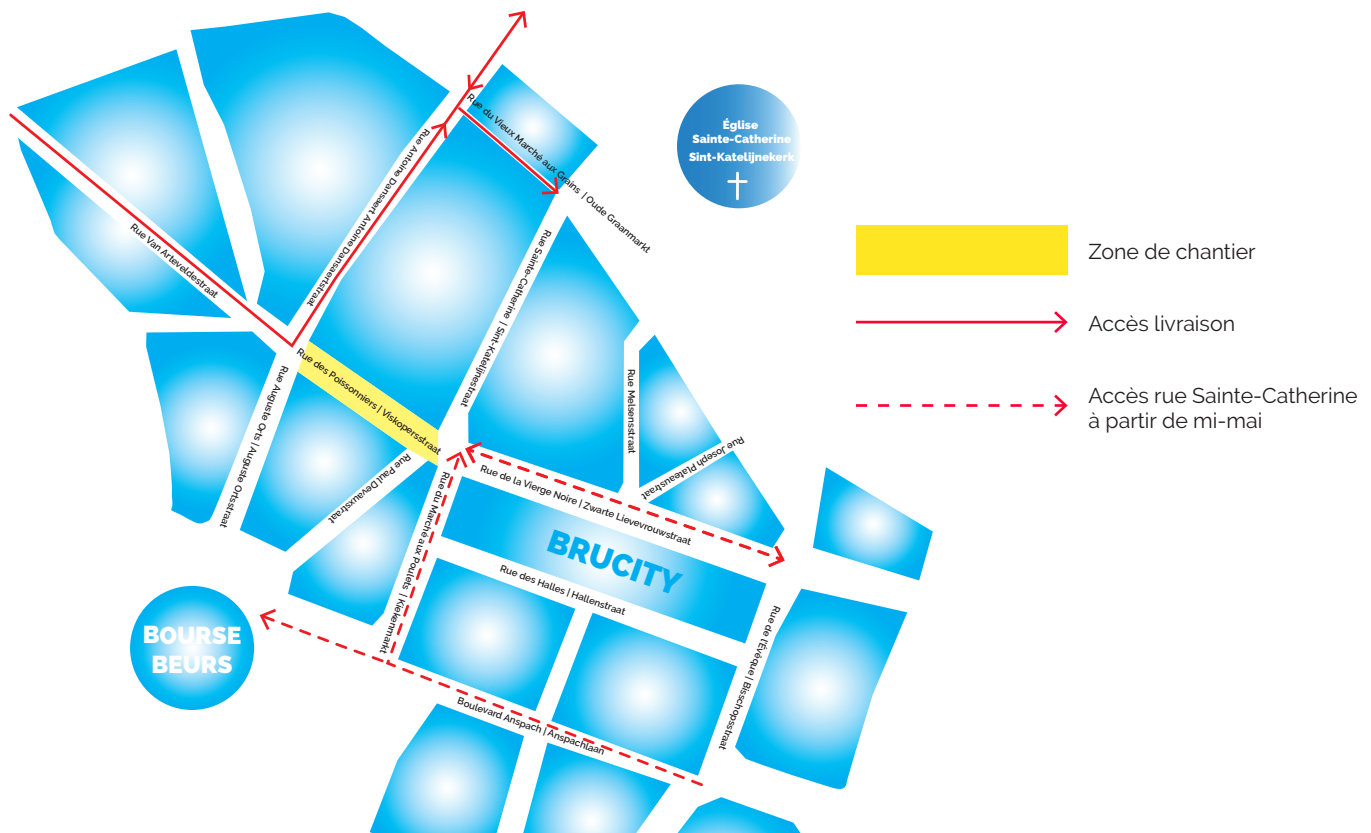 Église
Sainte-Catherine
Sint-Katelijnekerk
Rue du Vieux Marché aux Grains | Oude Graanmarkt
Rue Antoine Dansaert Antoine Dansaertstraat
Rue Van Arteveldestraat
Rue Sainte-Catherine | Sint-Katelijnestraat
Rue des Poissonniers | Viskopersstraat
Rue Auguste Orts | Auguste Ortsstraat
Rue Paul Devauxstraat
Rue Melsensstraat
Rue Joseph Plateaustraat
Rue de la Vierge Noire | Zwarte Lievevrouwstraat
Rue du Marché aux Poulets | Kiekenmarkt
BRUCITY
Rue des Halles | Hallenstraat
Rue de l'Évêque | Bisschopsstraat
BOURSE
BEURS
Boulevard Anspach | Anspachlaan
Zone de chantier
Accès livraison
Accès rue Sainte-Catherine
à partir de mi-mai